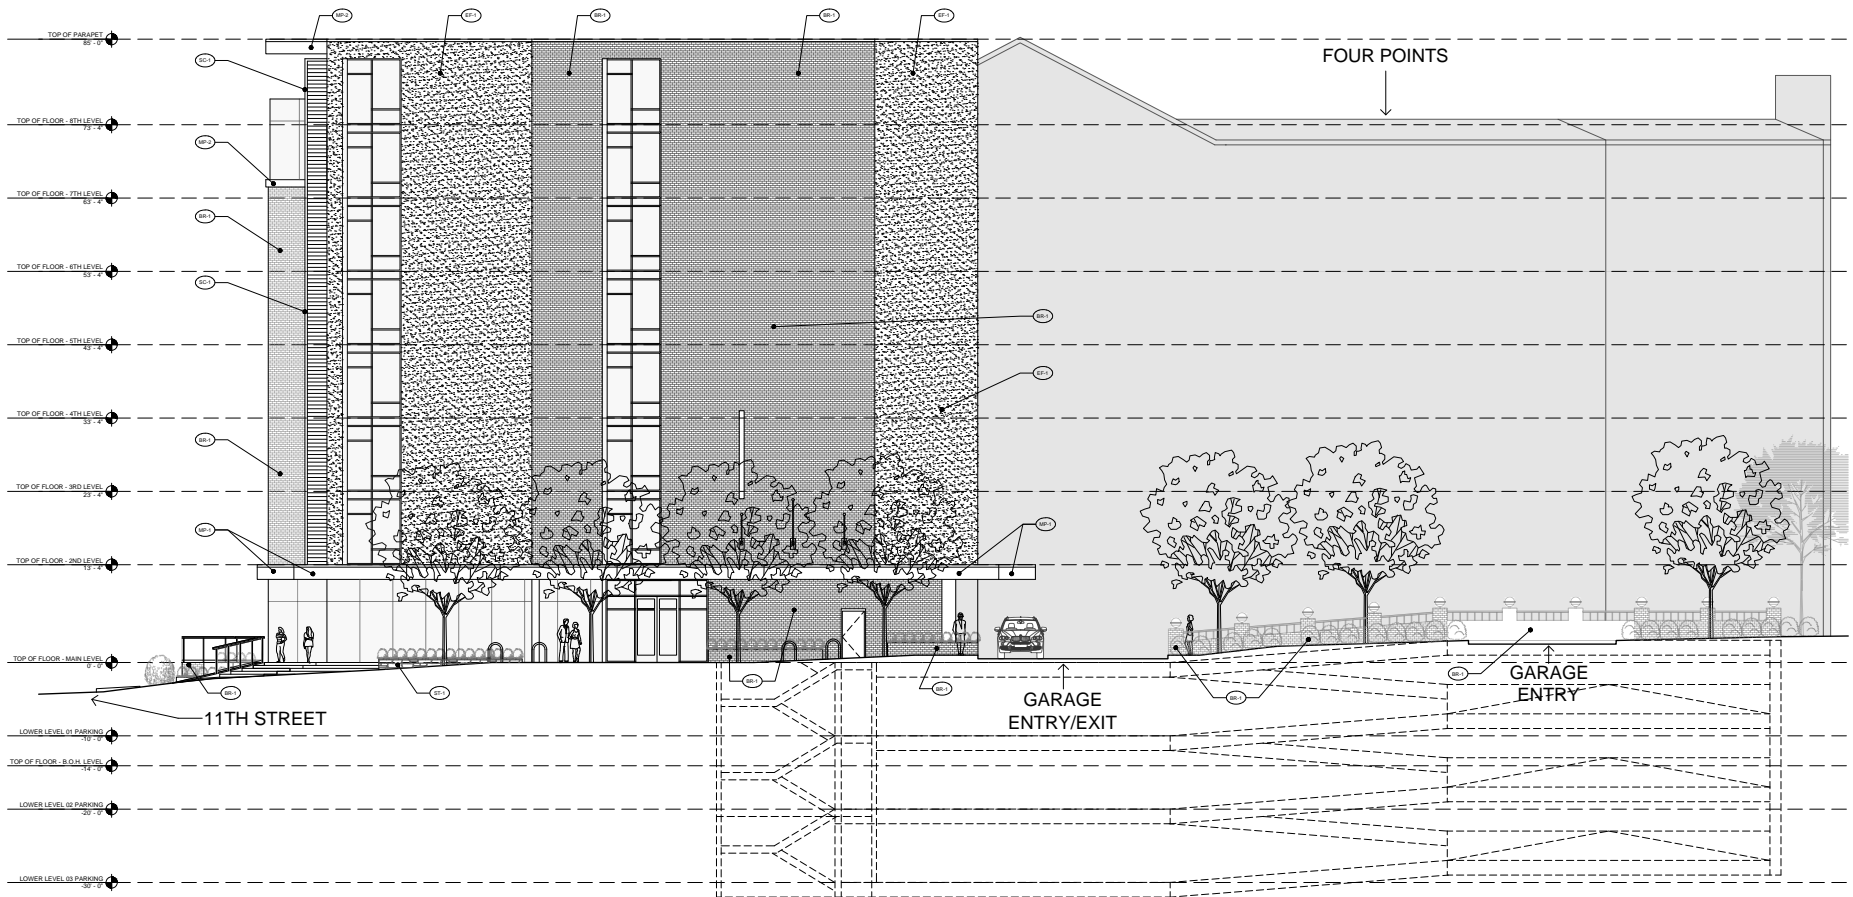 MP-2
EF-1
BR-1
BR-1
EF-1
TOP OF PARAPET
85' - 0"
FOUR POINTS
SC-1
TOP OF FLOOR - 8TH LEVEL
73' - 4"
MP-2
TOP OF FLOOR - 7TH LEVEL
63' - 4"
BR-1
TOP OF FLOOR - 6TH LEVEL
53' - 4"
SC-1
BR-1
TOP OF FLOOR - 5TH LEVEL
43' - 4"
EF-1
TOP OF FLOOR - 4TH LEVEL
33' - 4"
BR-1
TOP OF FLOOR - 3RD LEVEL
23' - 4"
MP-1
MP-1
TOP OF FLOOR - 2ND LEVEL
13' - 4"
TOP OF FLOOR - MAIN LEVEL
0' - 0"
BR-1
ST-1
BR-1
BR-1
GARAGE
ENTRY/EXIT
BR-1
BR-1
GARAGE
ENTRY
11TH STREET
LOWER LEVEL 01 PARKING
-10' - 0"
TOP OF FLOOR - B.O.H. LEVEL
-14' - 0"
LOWER LEVEL 02 PARKING
-20' - 0"
LOWER LEVEL 03 PARKING
-30' - 0"